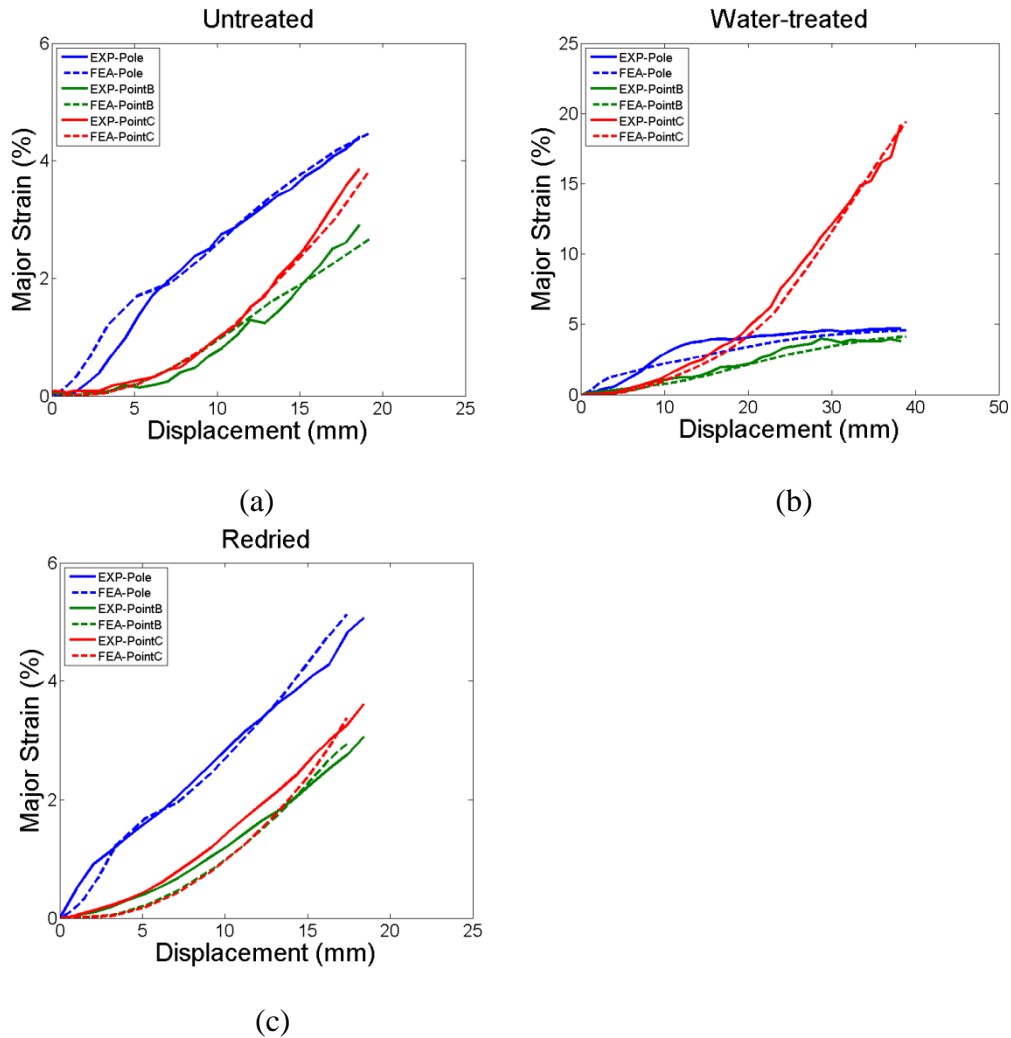 Untreated
6
4
2
0
Major Strain (%)
EXP-Pole
FEA-Pole
EXP-PointB
FEA-PointB
EXP-PointC
FEA-PointC
0 5 10 15 20 25
Displacement (mm)
(a)
Water-treated
25
20
15
10
5
0
Major Strain (%)
EXP-Pole
FEA-Pole
EXP-PointB
FEA-PointB
EXP-PointC
FEA-PointC
0 10 20 30 40 50
Displacement (mm)
(b)
Redried
6
4
2
0
Major Strain (%)
EXP-Pole
FEA-Pole
EXP-PointB
FEA-PointB
EXP-PointC
FEA-PointC
0 5 10 15 20 25
Displacement (mm)
(c)